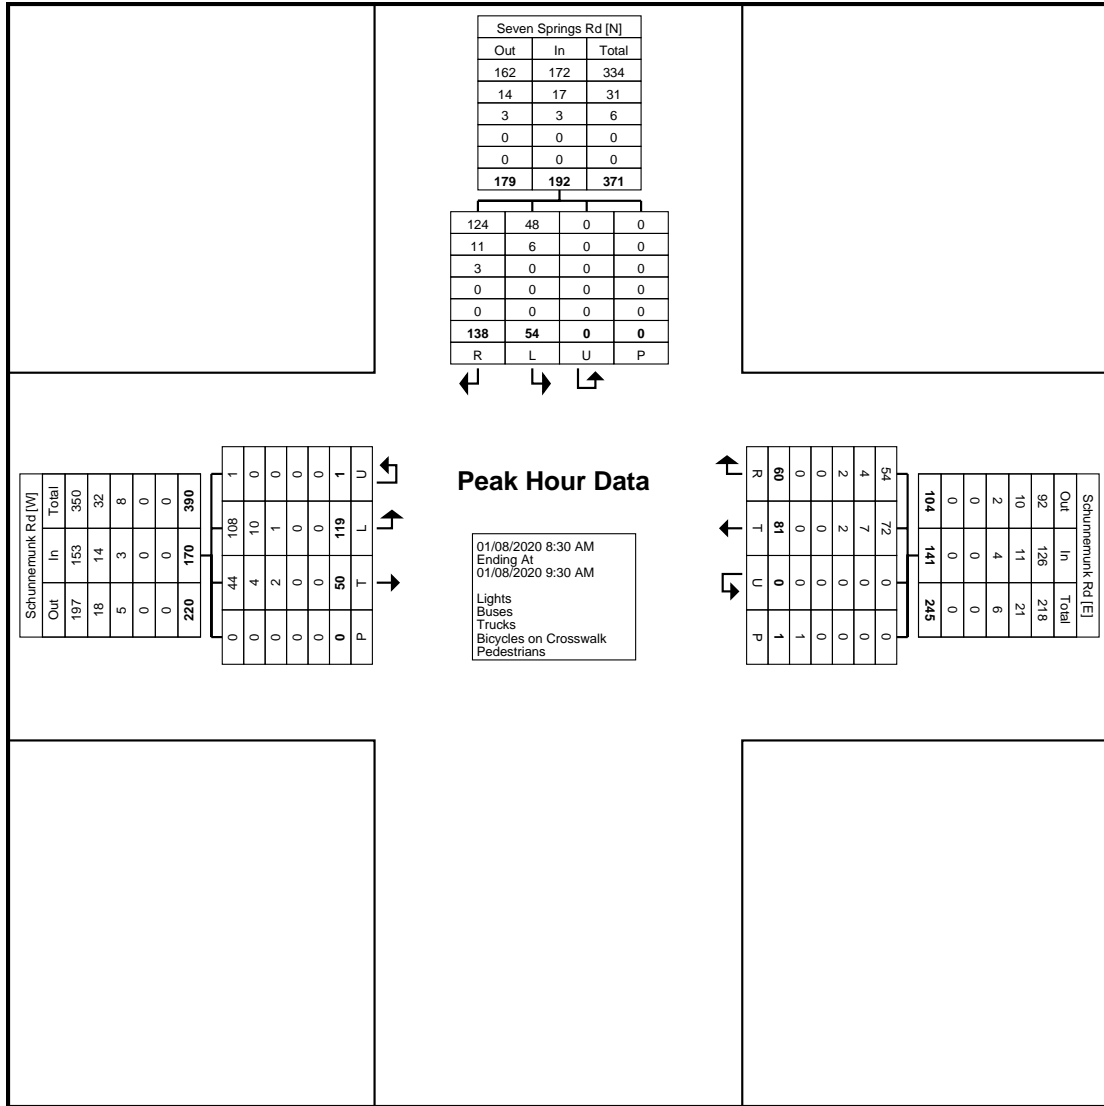 Seven Springs Rd [N]
Out In Total
162 172 334
14 17 31
3 3 6
0 0 0
0 0 0
179 192 371
124 48 0 0
11 6 0 0
3 0 0 0
0 0 0 0
0 0 0 0
138 54 0 0
R L U P
Schunnemunk Rd [W]
Out In Total
197 153 350
18 14 32
5 3 8
0 0 0
0 0 0
220 170 390
0 44 108 1
0 4 10 0
0 2 1 0
0 0 0 0
0 0 0 0
0 50 119 1
P T L U
Peak Hour Data
01/08/2020 8:30 AM
Ending At
01/08/2020 9:30 AM
Lights
Buses
Trucks
Bicycles on Crosswalk
Pedestrians
Schunnemunk Rd [E]
Out In Total
92 126 218
10 11 21
2 4 6
0 0 0
0 0 0
104 141 245
54 72 0 0
4 7 0 0
2 2 0 0
0 0 0 0
0 0 0 1
60 81 0 1
R T U P